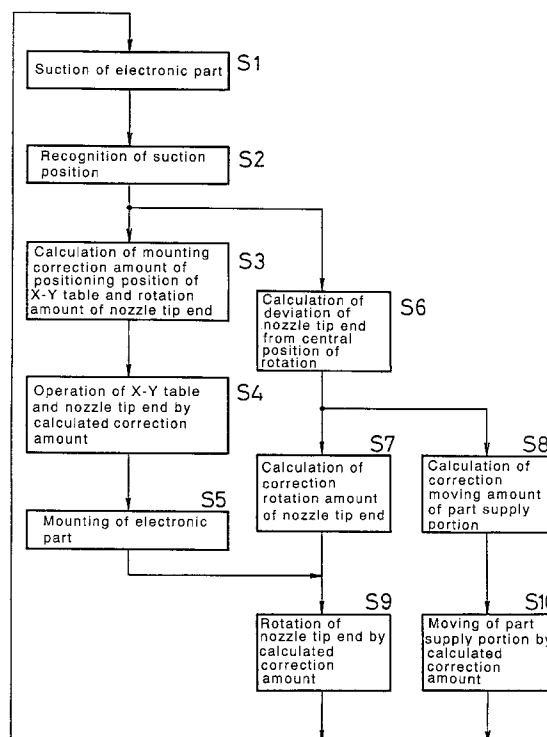 S1
Suction of electronic part
S2
Recognition of suction
position
S3
Calculation of mounting
correction amount of
positioning position of
X-Y table and rotation
amount of nozzle tip end
S6
Calculation of
deviation of
nozzle tip end
from central
position of
rotation
S4
Operation of X-Y table
and nozzle tip end by
calculated correction
amount
S7
Calculation of
correction
rotation amount
of nozzle tip end
S8
Calculation of
correction
moving amount
of part supply
portion
S5
Mounting of electronic
part
S9
Rotation of
nozzle tip end by
calculated
correction
amount
S10
Moving of part
supply portion by
calculated
correction
amount